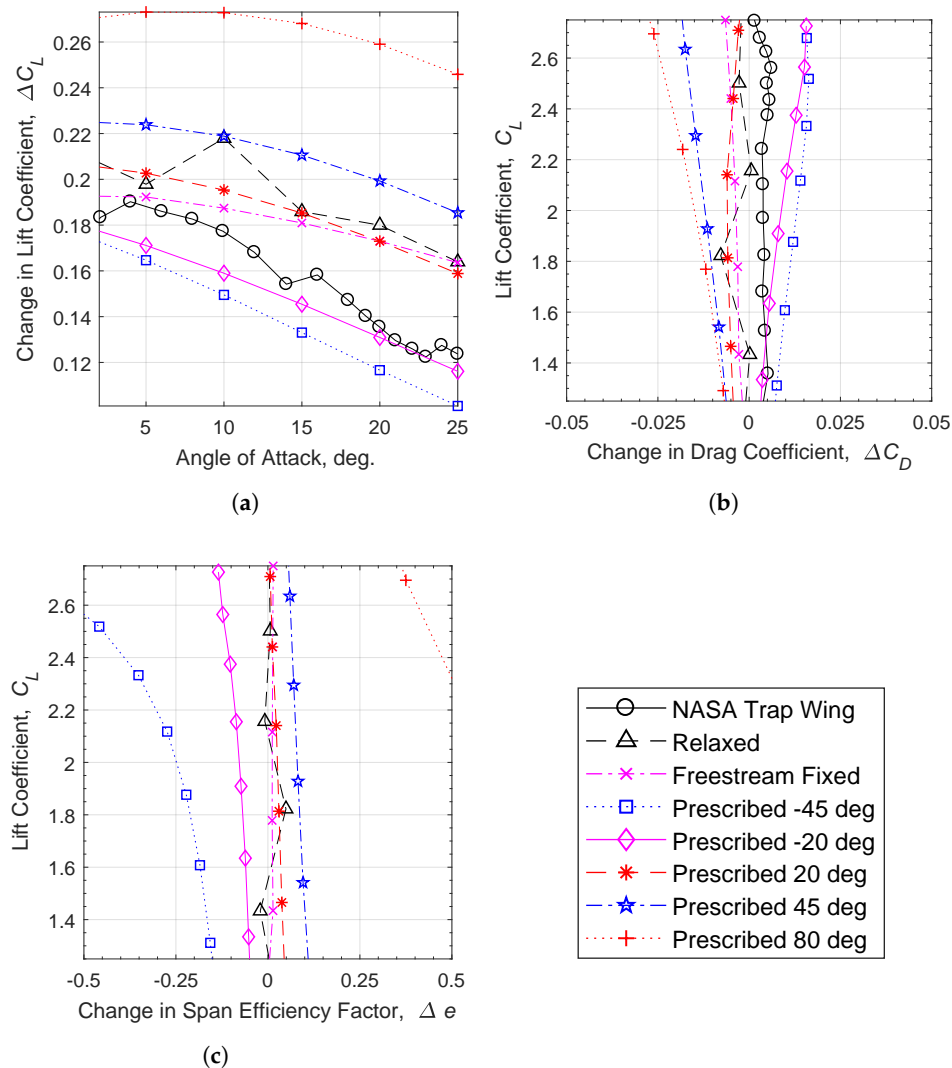 0.26
0.24
0.22
0.2
0.18
0.16
0.14
0.12
Change in Lift Coefficient, ΔC_L
5 10 15 20 25
Angle of Attack, deg.
(a)
2.6
2.4
2.2
2
1.8
1.6
1.4
Lift Coefficient, C_L
-0.05 -0.025 0 0.025 0.05
Change in Drag Coefficient, ΔC_D
(b)
2.6
2.4
2.2
2
1.8
1.6
1.4
Lift Coefficient, C_L
-0.5 -0.25 0 0.25 0.5
Change in Span Efficiency Factor, Δ e
(c)
NASA Trap Wing
Relaxed
Freestream Fixed
Prescribed -45 deg
Prescribed -20 deg
Prescribed 20 deg
Prescribed 45 deg
Prescribed 80 deg